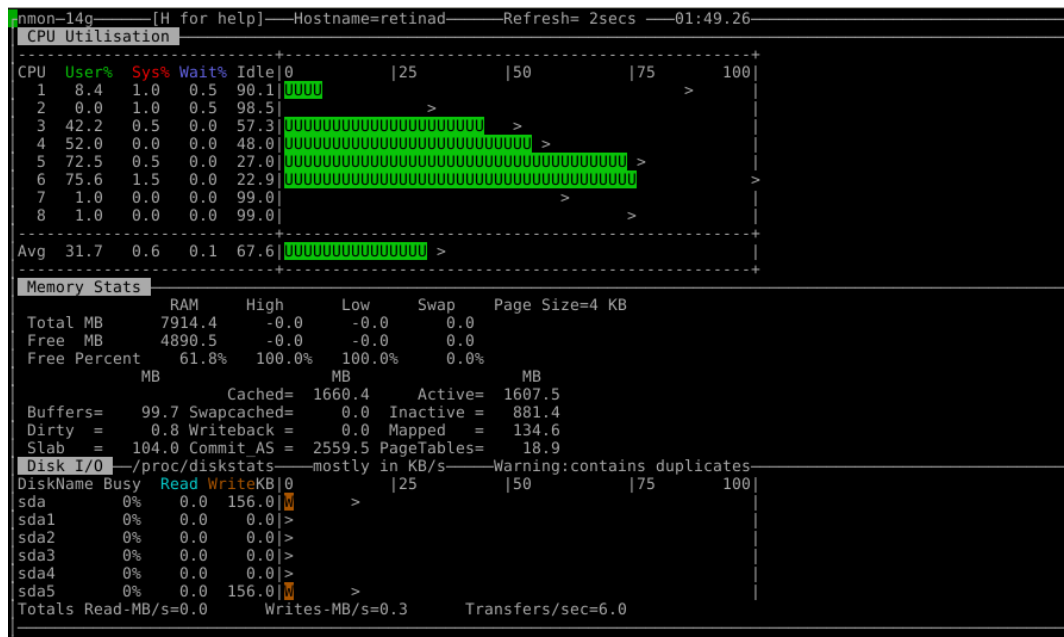 nmon─14g──────[H for help]───Hostname=retinad──────Refresh= 2secs ───01:49.26─
CPU Utilisation
---------------------------+-------------------------------------------------+
CPU  User%  Sys% Wait% Idle|0          |25         |50          |75       100|
  1   8.4   1.0   0.5  90.1|UUUU                                      >      |
  2   0.0   1.0   0.5  98.5|               >                                 |
  3  42.2   0.5   0.0  57.3|UUUUUUUUUUUUUUUUUUUUU   >                        |
  4  52.0   0.0   0.0  48.0|UUUUUUUUUUUUUUUUUUUUUUUUUU >                     |
  5  72.5   0.5   0.0  27.0|UUUUUUUUUUUUUUUUUUUUUUUUUUUUUUUUUUUU >           |
  6  75.6   1.5   0.0  22.9|UUUUUUUUUUUUUUUUUUUUUUUUUUUUUUUUUUUUU            >
  7   1.0   0.0   0.0  99.0|                             >                   |
  8   1.0   0.0   0.0  99.0|                                    >            |
---------------------------+-------------------------------------------------+
Avg  31.7   0.6   0.1  67.6|UUUUUUUUUUUUUUU >                                |
---------------------------+-------------------------------------------------+
Memory Stats
                RAM     High      Low     Swap    Page Size=4 KB
Total MB      7914.4     -0.0     -0.0      0.0
Free  MB      4890.5     -0.0     -0.0      0.0
Free Percent    61.8%   100.0%   100.0%     0.0%
             MB                  MB                  MB
                      Cached=  1660.4     Active=  1607.5
Buffers=    99.7 Swapcached=     0.0  Inactive =   881.4
Dirty  =     0.8 Writeback =     0.0  Mapped   =   134.6
Slab   =   104.0 Commit_AS =  2559.5 PageTables=    18.9
Disk I/O ──/proc/diskstats────mostly in KB/s─────Warning:contains duplicates─
DiskName Busy  Read WriteKB|0          |25         |50          |75       100|
sda        0%    0.0  156.0|W      >                                         |
sda1       0%    0.0    0.0|>                                                |
sda2       0%    0.0    0.0|>                                                |
sda3       0%    0.0    0.0|>                                                |
sda4       0%    0.0    0.0|>                                                |
sda5       0%    0.0  156.0|W      >                                         |
Totals Read-MB/s=0.0      Writes-MB/s=0.3      Transfers/sec=6.0